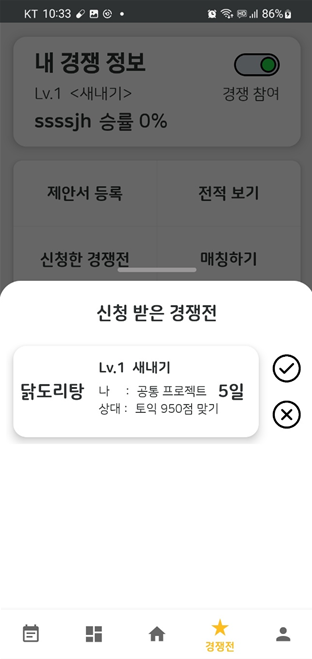 KT 10:33 86%
내 경쟁 정보
Lv.1 <새내기>
경쟁 참여
ssssjh 승률 0%
제안서 등록 전적 보기
신청한 경쟁전 매칭하기
신청 받은 경쟁전
Lv.1 새내기
닭도리탕
나 : 공통 프로젝트 5일
상대 : 토익 950점 맞기
경쟁전